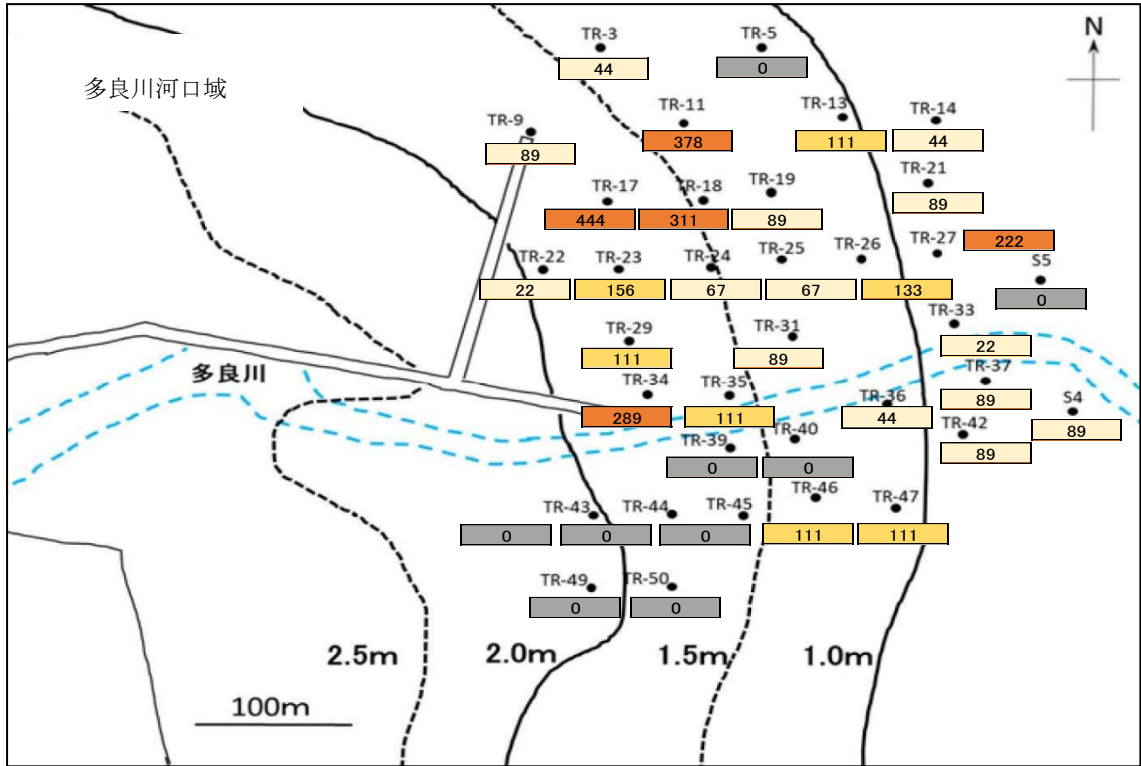 TR-3
TR-5
N
44
0
多良川河口域
TR-9
TR-11
TR-13
TR-14
89
378
111
44
TR-17
TR-18
TR-19
TR-21
444
311
89
89
TR-22
TR-23
TR-24
TR-25
TR-26
TR-27
222
S5
22
156
67
67
133
0
TR-29
TR-31
TR-33
111
89
22
多良川
TR-34
TR-35
TR-36
TR-37
S4
289
111
44
89
89
TR-39
TR-40
TR-42
0
0
89
TR-43
TR-44
TR-45
TR-46
TR-47
0
0
0
111
111
TR-49
TR-50
0
0
2.5m
2.0m
1.5m
1.0m
100m